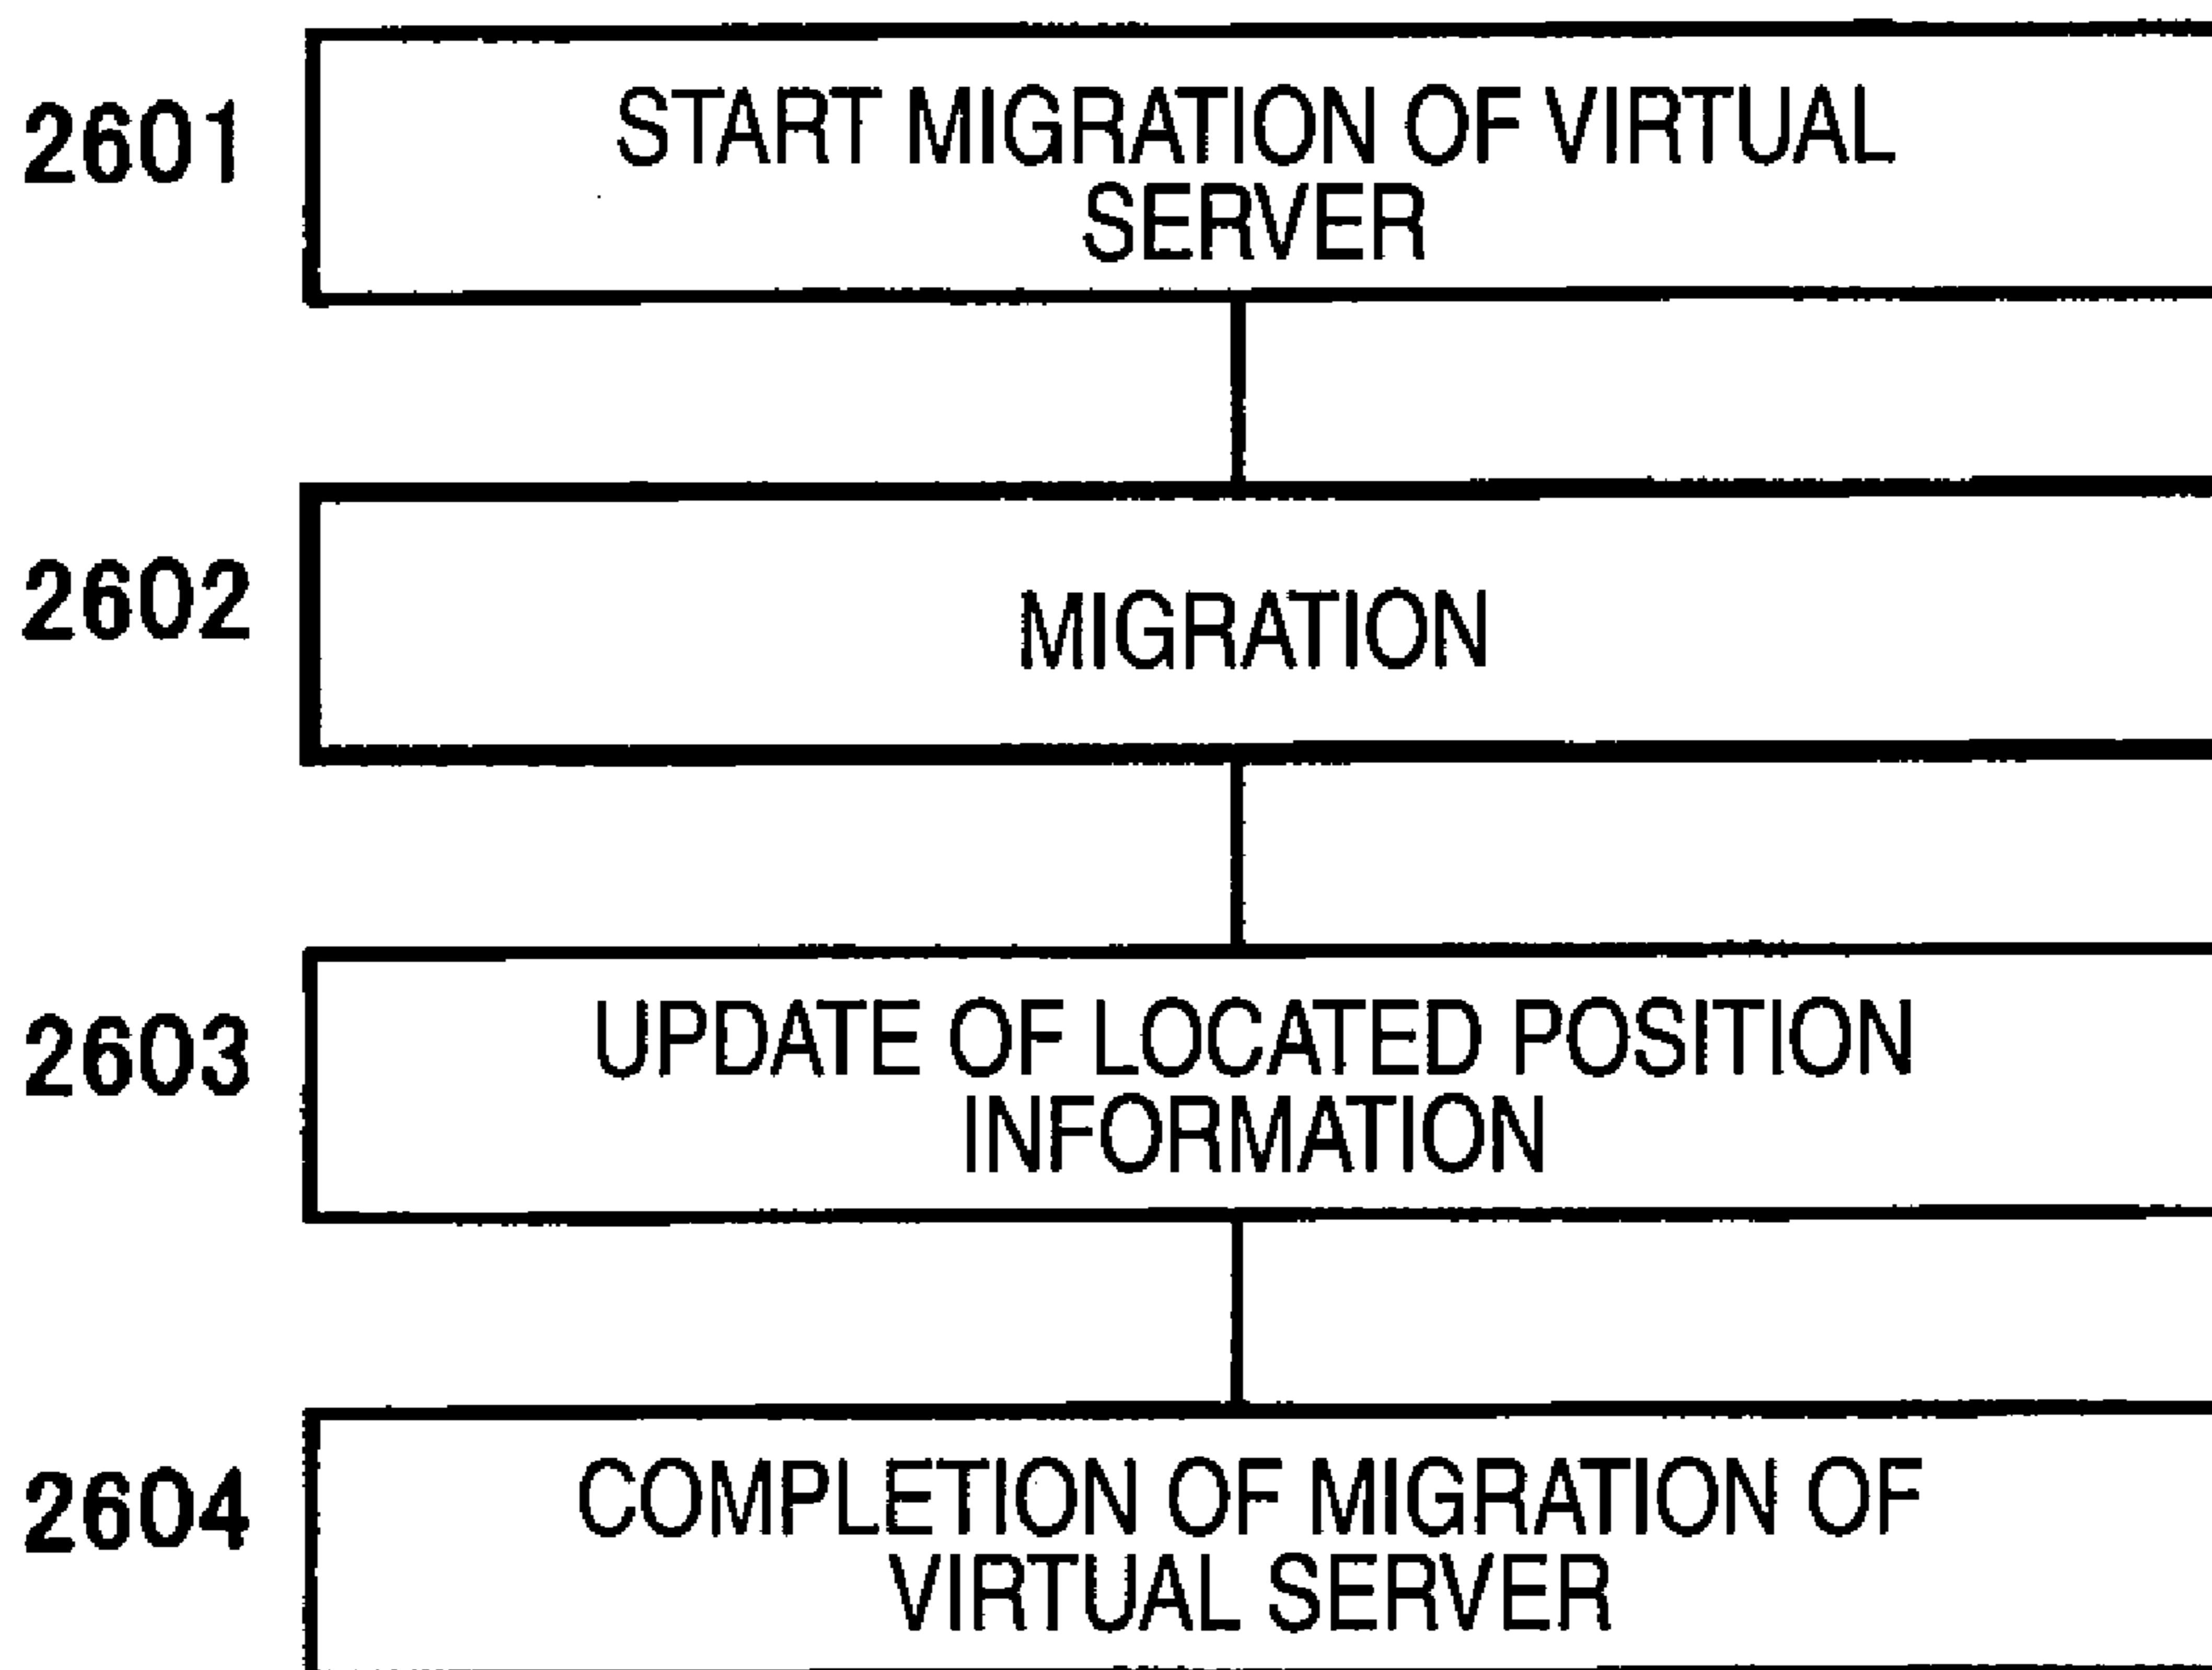 2601
START MIGRATION OF VIRTUAL
SERVER
2602
MIGRATION
2603
UPDATE OF LOCATED POSITION
INFORMATION
2604
COMPLETION OF MIGRATION OF
VIRTUAL SERVER